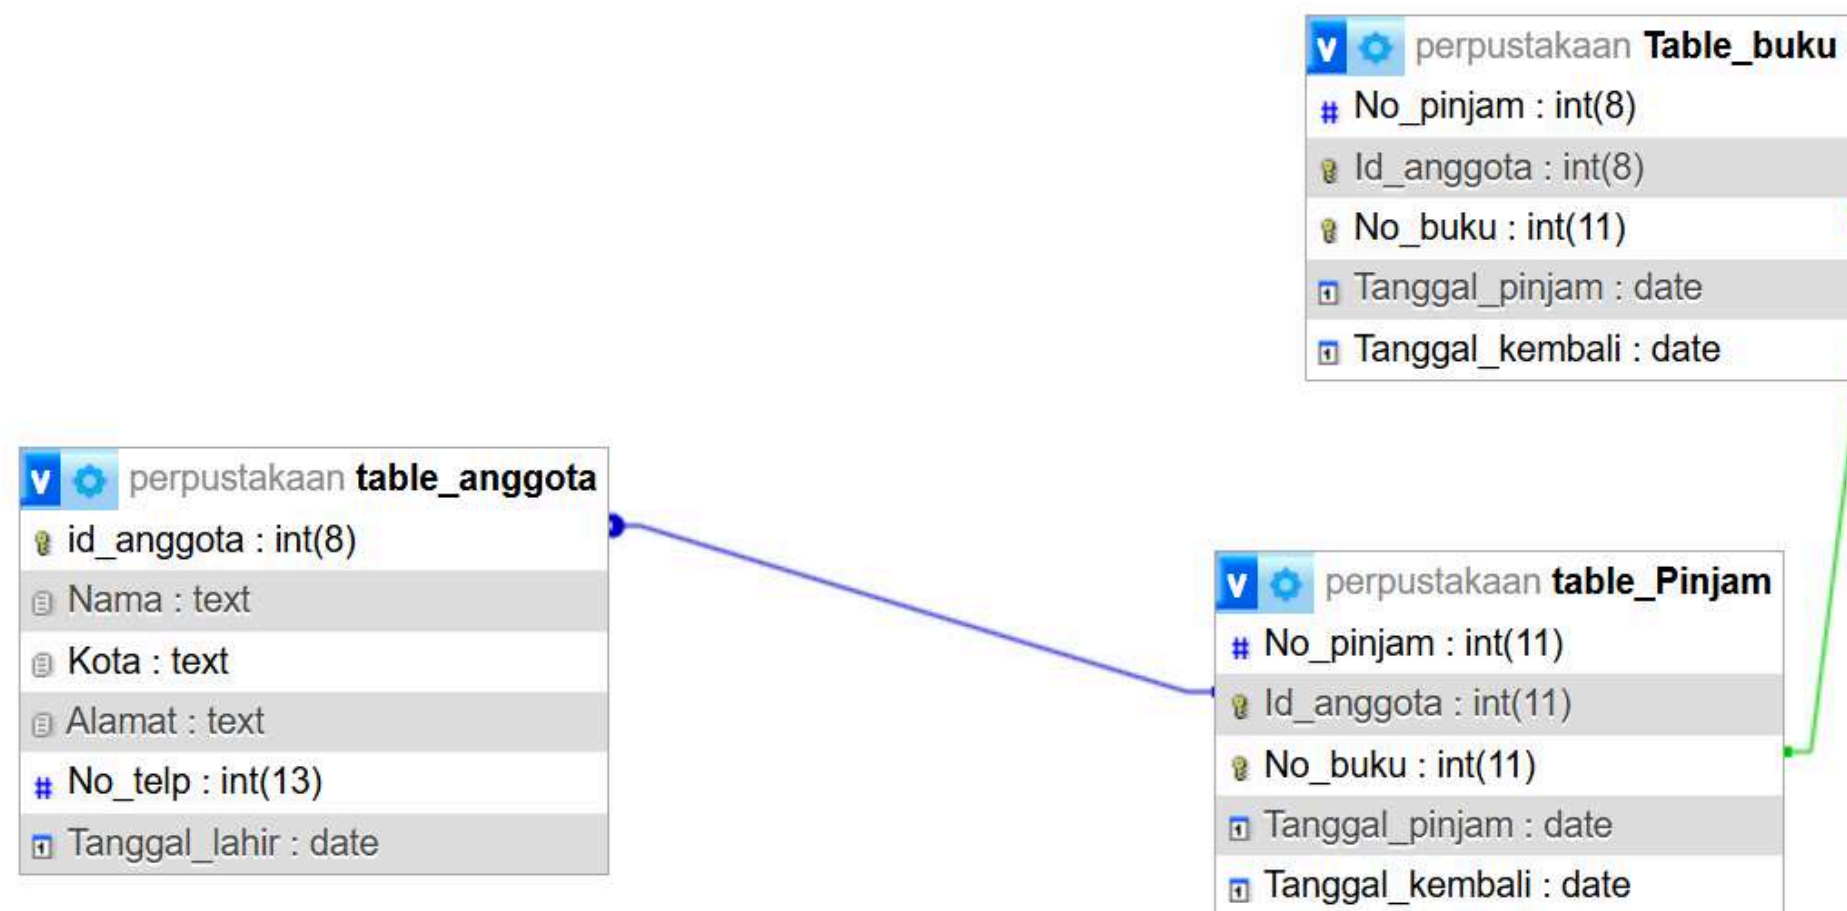 perpustakaan Table_buku
No_pinjam : int(8)
Id_anggota : int(8)
No_buku : int(11)
Tanggal_pinjam : date
Tanggal_kembali : date
perpustakaan table_anggota
id_anggota : int(8)
Nama : text
Kota : text
Alamat : text
No_telp : int(13)
Tanggal_lahir : date
perpustakaan table_Pinjam
No_pinjam : int(11)
Id_anggota : int(11)
No_buku : int(11)
Tanggal_pinjam : date
Tanggal_kembali : date